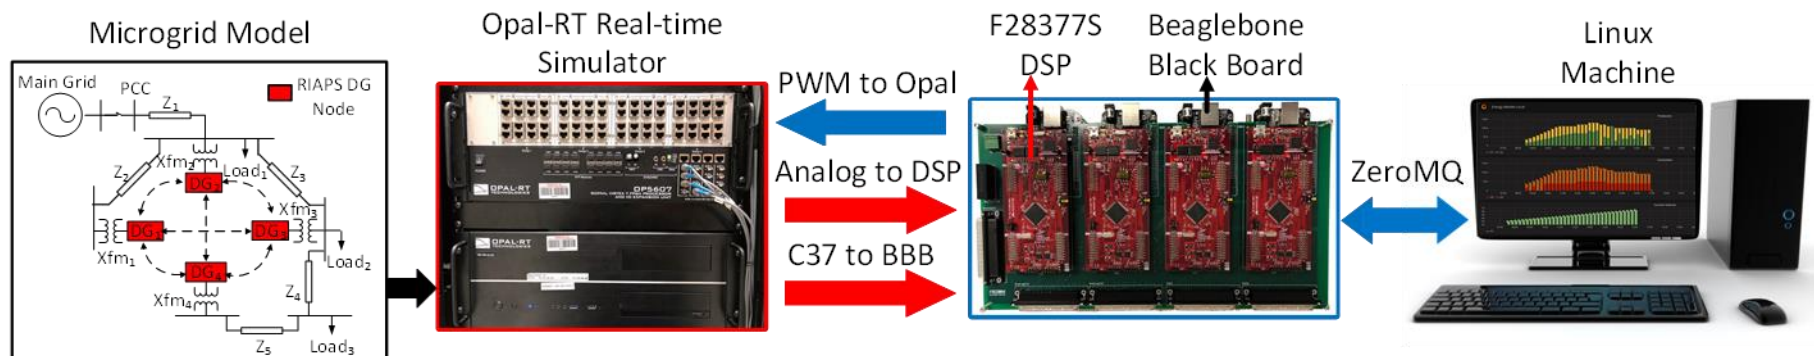 Microgrid Model
Main Grid
PCC
Z1
RIAPS DG
Node
Z2
Xfm2
Load1
Z3
DG2
Xfm3
DG1
DG3
Xfm1
Load2
DG4
Xfm4
Z4
Z5
Load3
Opal-RT Real-time
Simulator
OPAL-RT
TECHNOLOGIES
OP5607
OPAL-RT
TECHNOLOGIES
PWM to Opal
Analog to DSP
C37 to BBB
F28377S
DSP
Beaglebone
Black Board
ZeroMQ
Linux
Machine